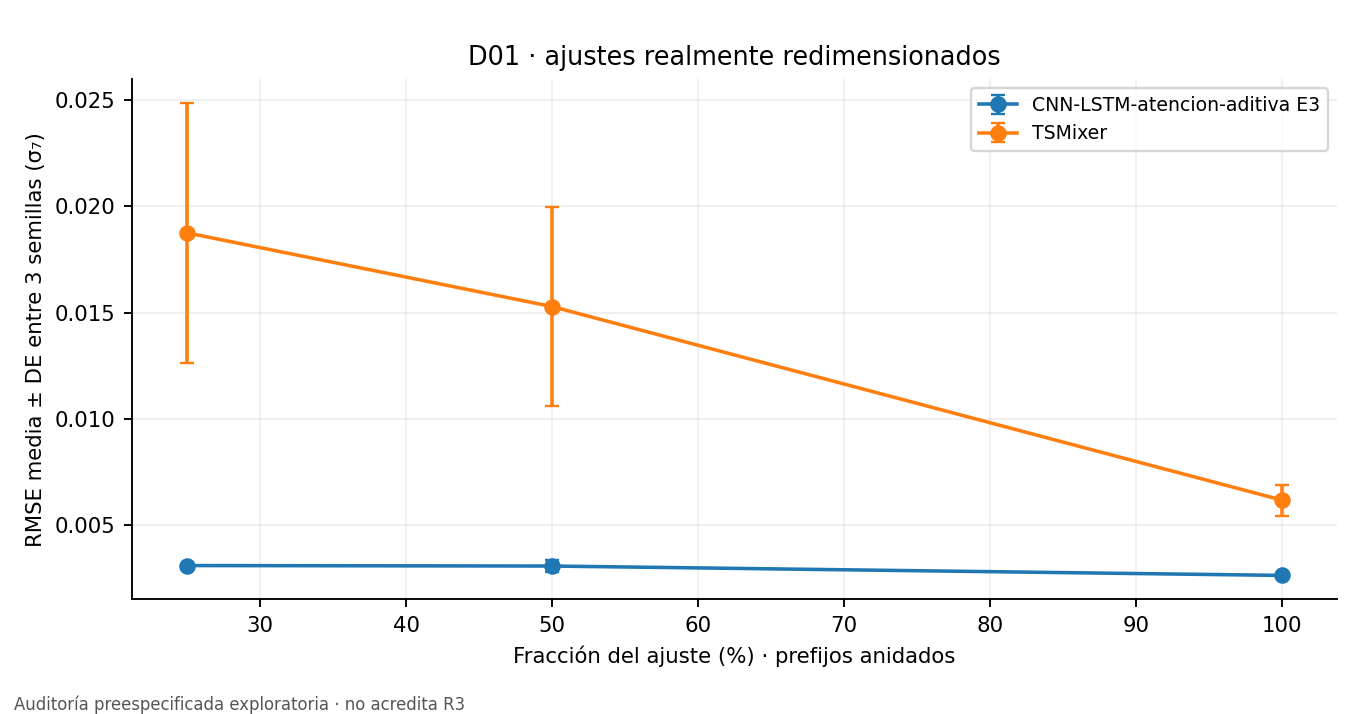 D01 · ajustes realmente redimensionados
CNN-LSTM-atencion-aditiva E3
TSMixer
RMSE media ± DE entre 3 semillas (σ₇)
0.025
0.020
0.015
0.010
0.005
30 40 50 60 70 80 90 100
Fracción del ajuste (%) · prefijos anidados
Auditoría preespecificada exploratoria · no acredita R3